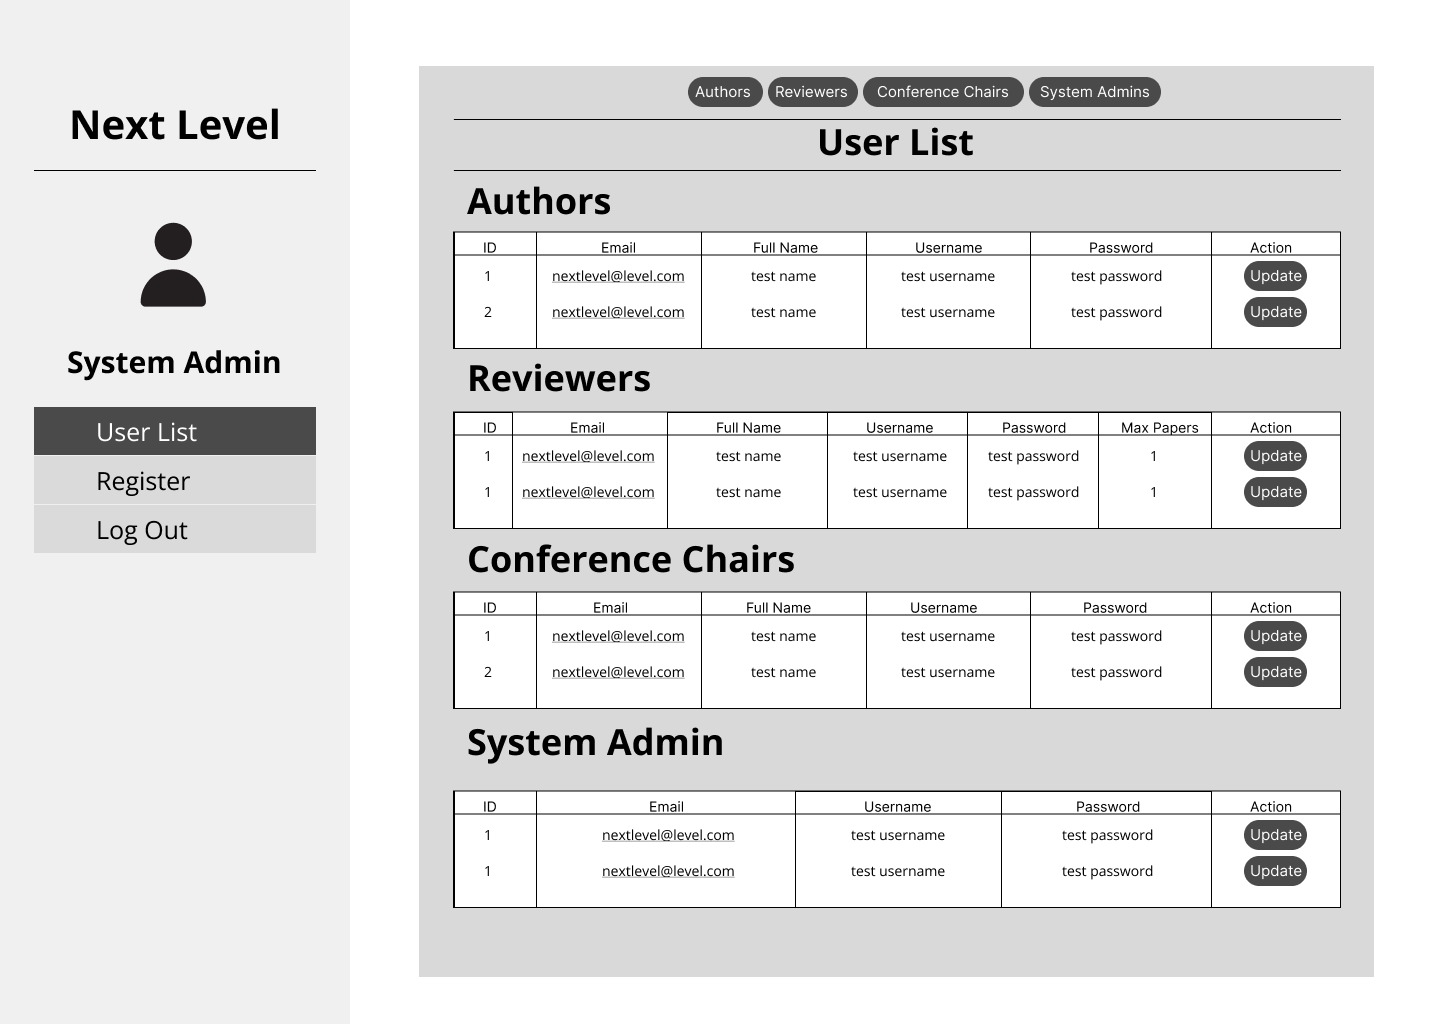 Next Level
System Admin
User List
Register
Log Out
Authors Reviewers Conference Chairs System Admins
User List
Authors
ID Email Full Name Username Password Action
1 nextlevel@level.com test name test username test password Update
2 nextlevel@level.com test name test username test password Update
Reviewers
ID Email Full Name Username Password Max Papers Action
1 nextlevel@level.com test name test username test password 1 Update
1 nextlevel@level.com test name test username test password 1 Update
Conference Chairs
ID Email Full Name Username Password Action
1 nextlevel@level.com test name test username test password Update
2 nextlevel@level.com test name test username test password Update
System Admin
ID Email Username Password Action
1 nextlevel@level.com test username test password Update
1 nextlevel@level.com test username test password Update